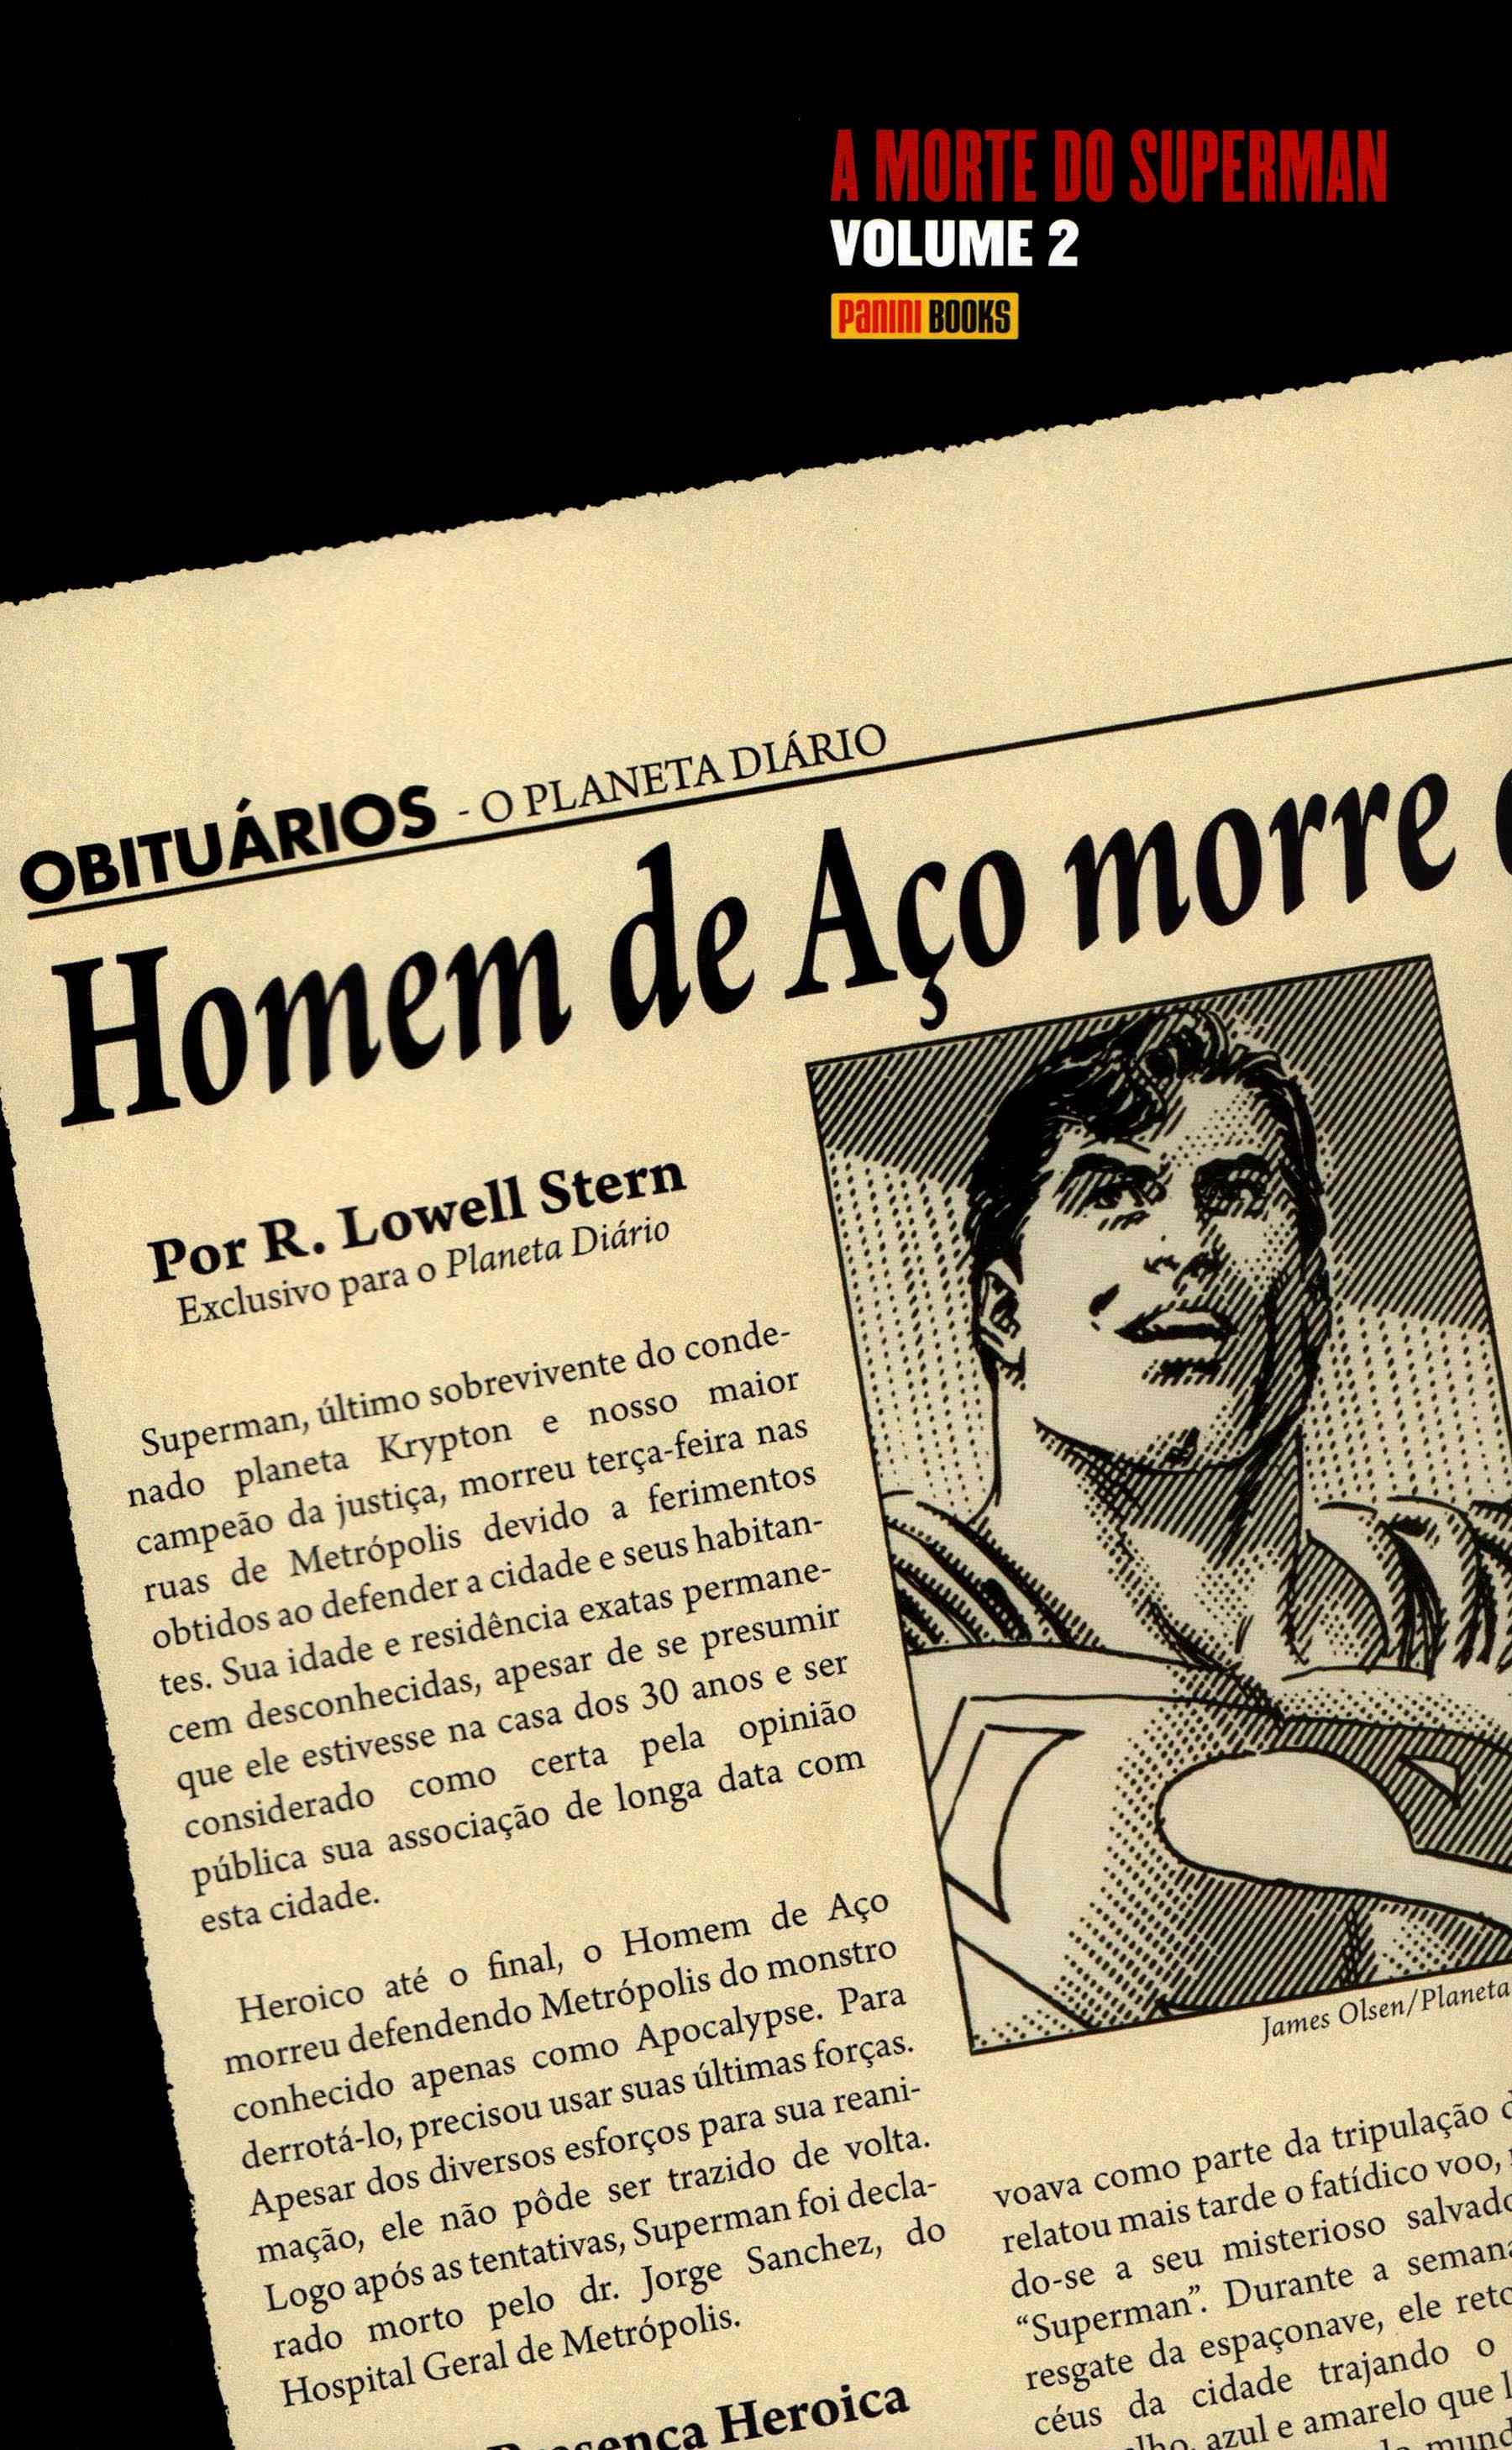 A MORTE DO SUPERMAN
VOLUME 2
PANINI BOOKS
OBITUÁRIOS - O PLANETA DIÁRIO
Homem de Aço morre
Por R. Lowell Stern
Exclusivo para o Planeta Diário
Superman, último sobrevivente do conde-
nado planeta Krypton e nosso maior
campeão da justiça, morreu terça-feira nas
ruas de Metrópolis devido a ferimentos
obtidos ao defender a cidade e seus habitan-
tes. Sua idade e residência exatas permane-
cem desconhecidas, apesar de se presumir
que ele estivesse na casa dos 30 anos e ser
considerado como certa pela opinião
pública sua associação de longa data com
esta cidade.
Heroico até o final, o Homem de Aço
morreu defendendo Metrópolis do monstro
conhecido apenas como Apocalypse. Para
derrotá-lo, precisou usar suas últimas forças.
Apesar dos diversos esforços para sua reani-
mação, ele não pôde ser trazido de volta.
Logo após as tentativas, Superman foi decla-
rado morto pelo dr. Jorge Sanchez, do
Hospital Geral de Metrópolis.
Presença Heroica
James Olsen/Planeta
voava como parte da tripulação
relatou mais tarde o fatídico voo,
do-se a seu misterioso salvado
“Superman”. Durante a semana
resgate da espaçonave, ele reto
céus da cidade trajando o
azul e amarelo que
mund